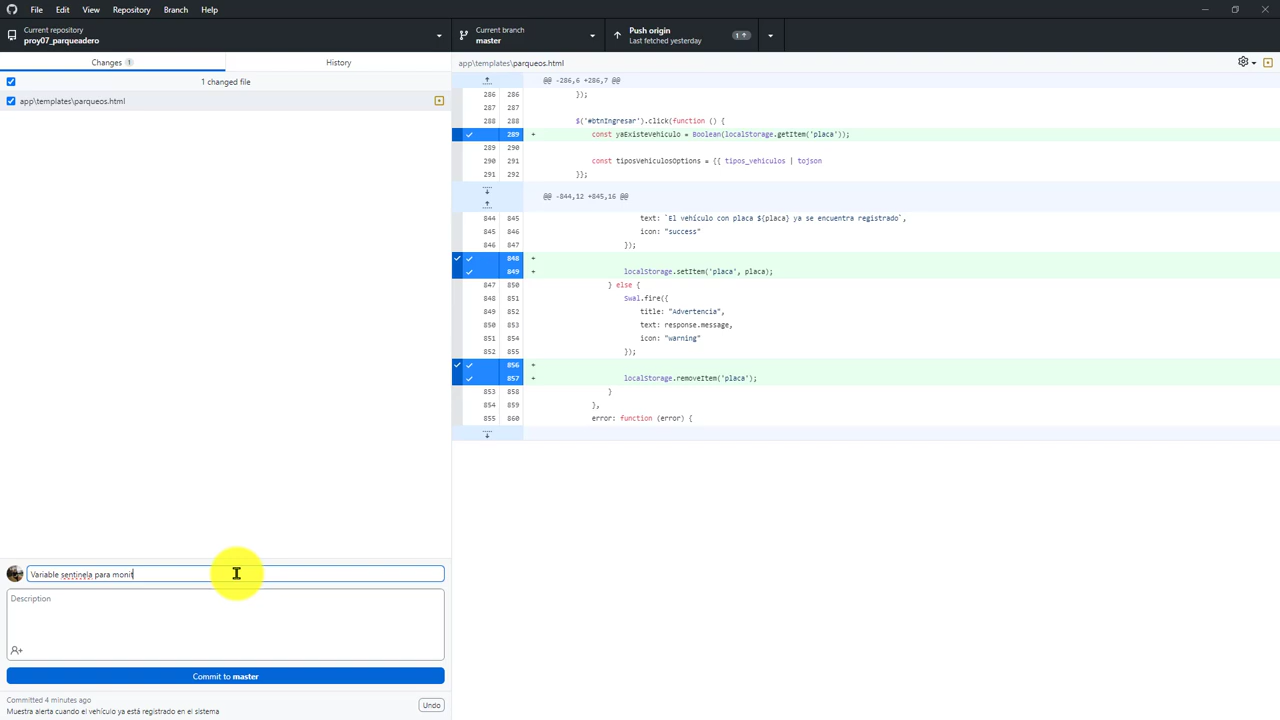 File Edit View Repository Branch Help
Current repository
proy07_parqueadero
Current branch
master
Push origin
Last fetched yesterday
1
Changes 1
History
1 changed file
app\templates\parqueos.html
app\templates\parqueos.html
@@ -286,6 +286,7 @@
286 286 });
287 287
288 288 $('#btnIngresar').click(function () {
289 + const yaExisteVehiculo = Boolean(localStorage.getItem('placa'));
289 290
290 291 const tiposVehiculosOptions = {{ tipos_vehiculos | tojson
291 292 }};
@@ -844,12 +845,16 @@
844 845 text: `El vehículo con placa ${placa} ya se encuentra registrado`,
845 846 icon: "success"
846 847 });
848 +
849 + localStorage.setItem('placa', placa);
847 850 } else {
848 851 Swal.fire({
849 852 title: "Advertencia",
850 853 text: response.message,
851 854 icon: "warning"
852 855 });
856 +
857 + localStorage.removeItem('placa');
853 858 }
854 859 },
855 860 error: function (error) {
Variable sentinela para monit
Description
Commit to master
Committed 4 minutes ago
Muestra alerta cuando el vehículo ya está registrado en el sistema
Undo